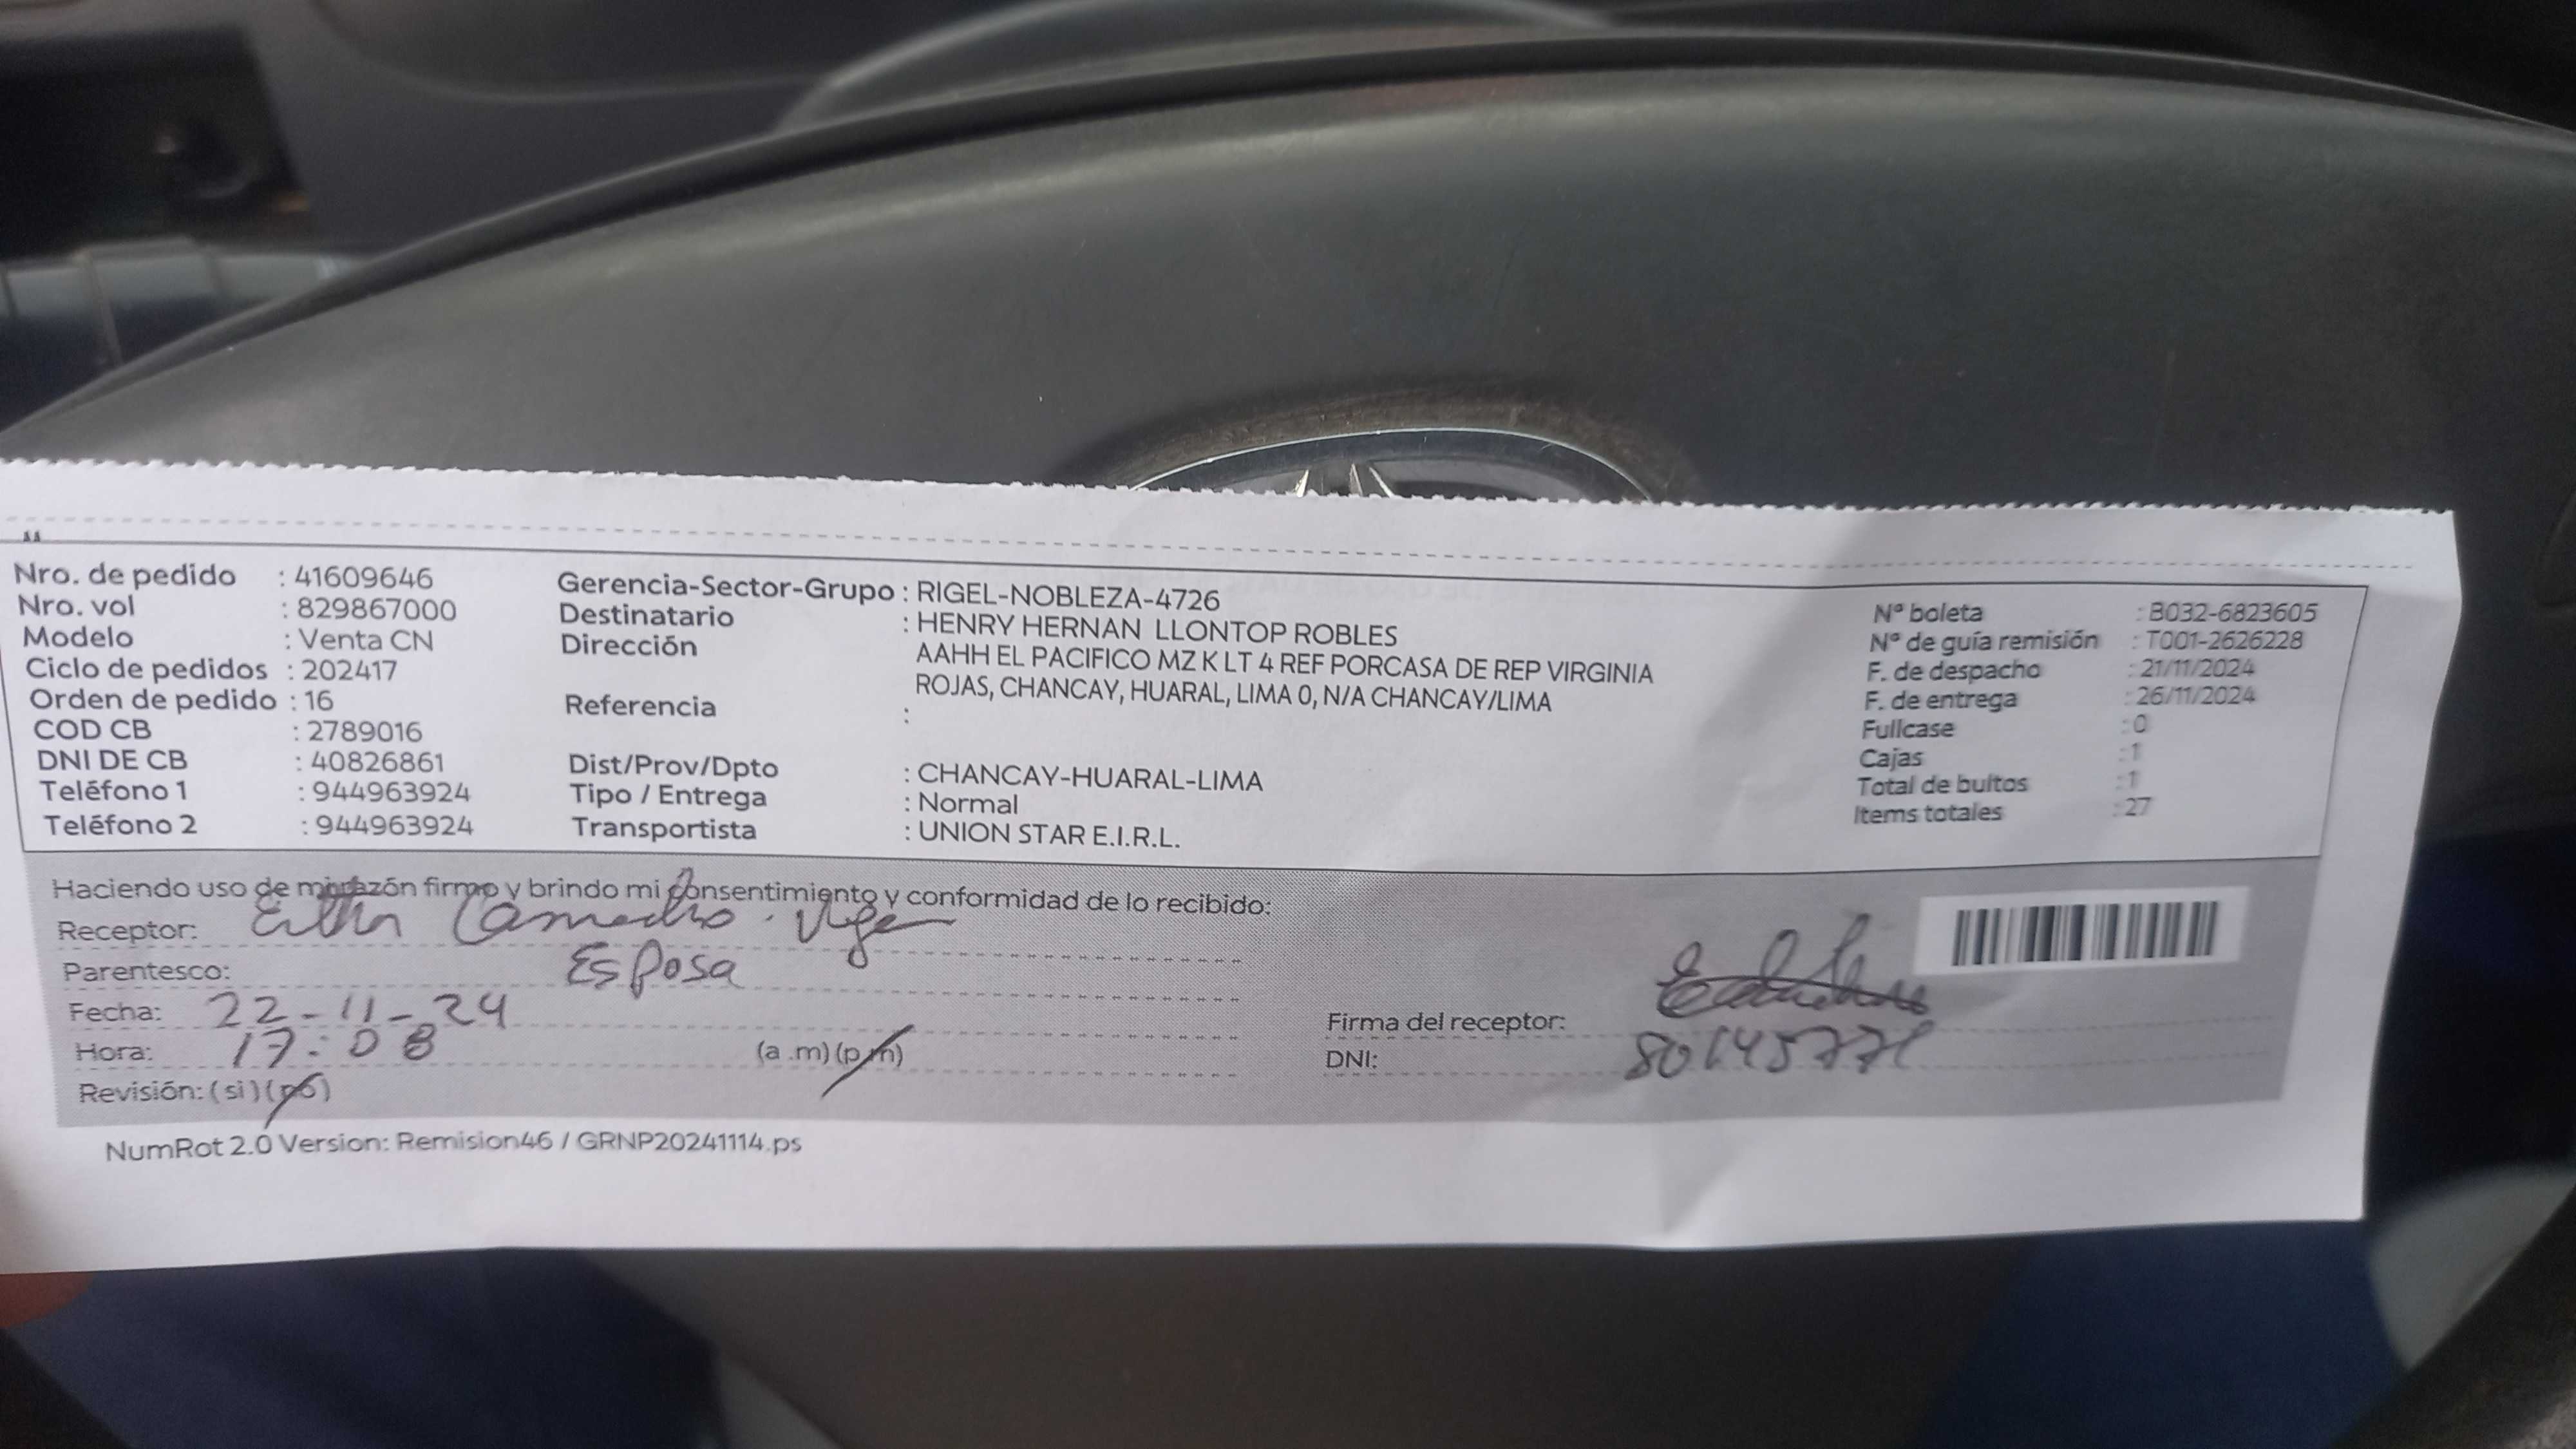 Nro. de pedido : 41609646
Nro. vol : 829867000
Modelo : Venta CN
Ciclo de pedidos : 202417
Orden de pedido : 16
COD CB : 2789016
DNI DE CB : 40826861
Teléfono 1 : 944963924
Teléfono 2 : 944963924
Gerencia-Sector-Grupo : RIGEL-NOBLEZA-4726
Destinatario : HENRY HERNAN LLONTOP ROBLES
Dirección AAHH EL PACIFICO MZ K LT 4 REF PORCASA DE REP VIRGINIA
ROJAS, CHANCAY, HUARAL, LIMA 0, N/A CHANCAY/LIMA
Referencia :
Dist/Prov/Dpto : CHANCAY-HUARAL-LIMA
Tipo / Entrega : Normal
Transportista : UNION STAR E.I.R.L.
Nº boleta : B032-6823605
Nº de guía remisión : T001-2626228
F. de despacho : 21/11/2024
F. de entrega : 26/11/2024
Fullcase : 0
Cajas : 1
Total de bultos : 1
Items totales : 27
Haciendo uso de mi razón firmo y brindo mi consentimiento y conformidad de lo recibido:
Receptor:
Parentesco: Esposa
Fecha: 22-11-24
Hora: 17:08 (a.m)(p.m)
Revisión: (si)(no)
Firma del receptor:
DNI:
NumRot 2.0 Version: Remision46 / GRNP20241114.ps